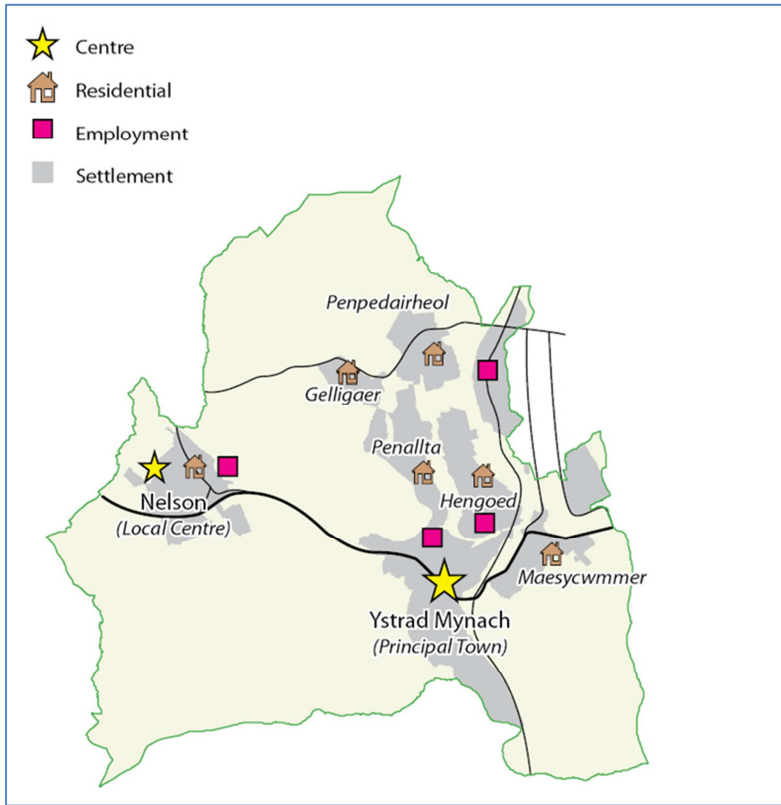 Centre
Residential
Employment
Settlement
Penpedairheol
Gelligaer
Penallta
Hengoed
Nelson
(Local Centre)
Maesycwmmer
Ystrad Mynach
(Principal Town)